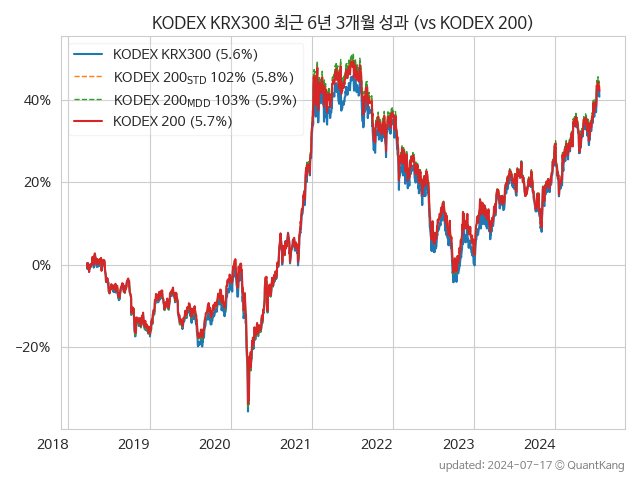 KODEX KRX300 최근 6년 3개월 성과 (vs KODEX 200)
KODEX KRX300 (5.6%)
KODEX 200STD 102% (5.8%)
KODEX 200MDD 103% (5.9%)
KODEX 200 (5.7%)
40%
20%
0%
−20%
2018 2019 2020 2021 2022 2023 2024
updated: 2024-07-17 © QuantKang